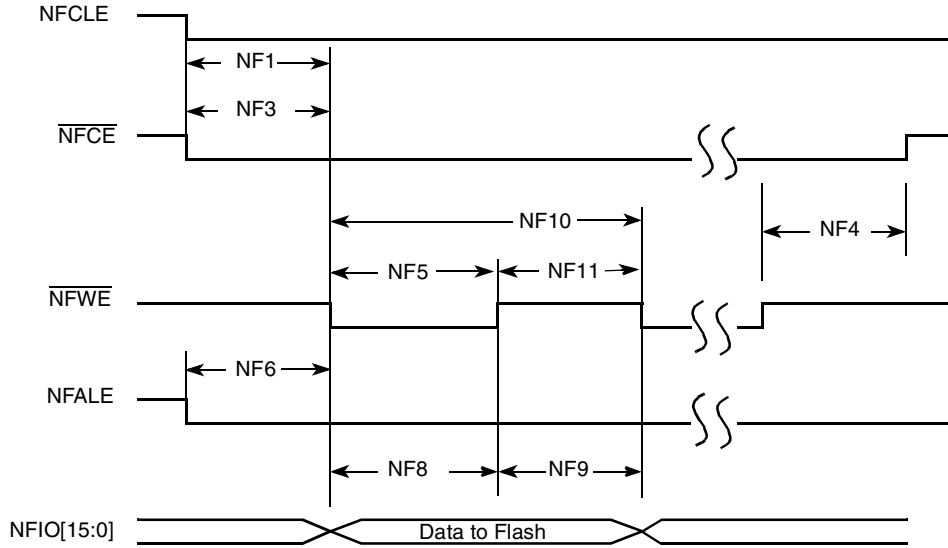 NFCLE
NF1
NF3
NFCE
NF10
NF4
NF5
NF11
NFWE
NF6
NFALE
NF8
NF9
NFIO[15:0]
Data to Flash